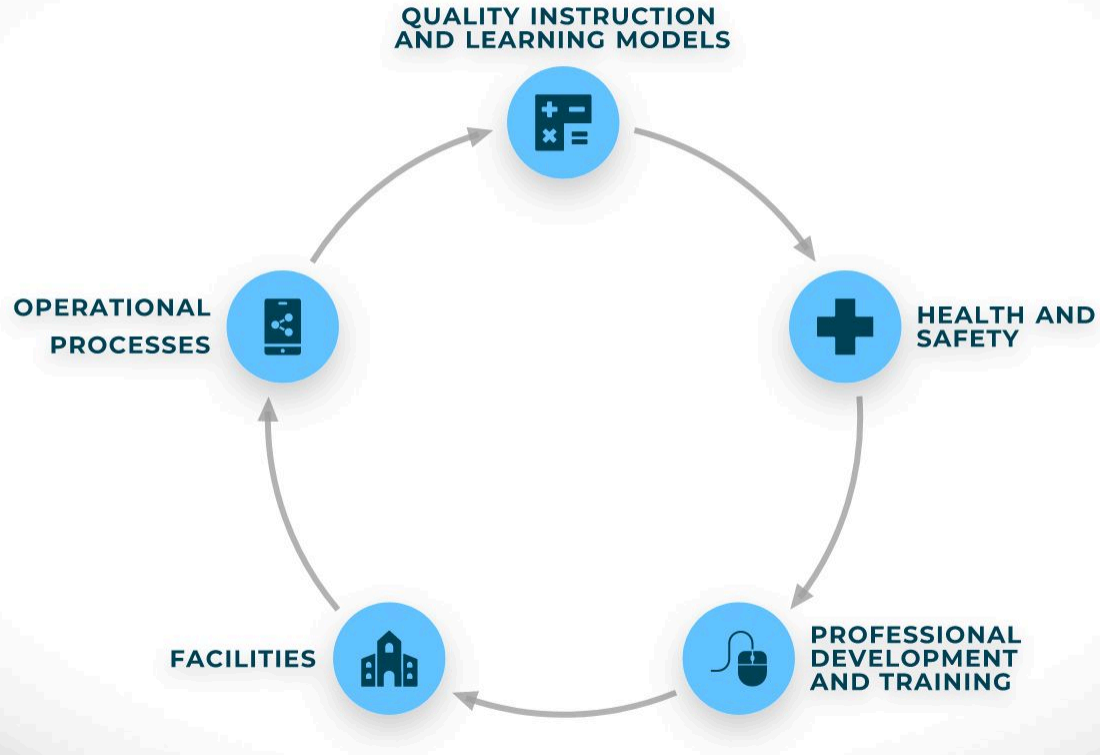 QUALITY INSTRUCTION
AND LEARNING MODELS
HEALTH AND
SAFETY
PROFESSIONAL
DEVELOPMENT
AND TRAINING
FACILITIES
OPERATIONAL
PROCESSES